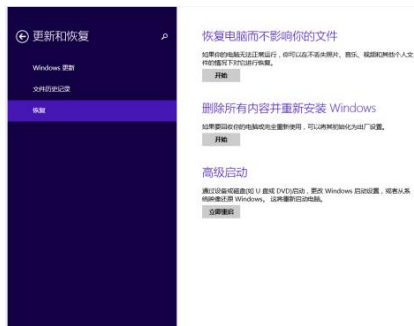 更新和恢复
Windows 更新
文件历史记录
恢复
恢复电脑而不影响你的文件
如果你的电脑无法正常运行，你可以在不丢失照片、音乐、视频和其他个人文
件的情况下对它进行恢复。
开始
删除所有内容并重新安装 Windows
如果要回收你的电脑或完全重新使用，可以将其初始化为出厂设置。
开始
高级启动
通过设备或磁盘(如 U 盘或 DVD)启动，更改 Windows 启动设置，或者从系
统映像还原 Windows。 这将重新启动电脑。
立即重启